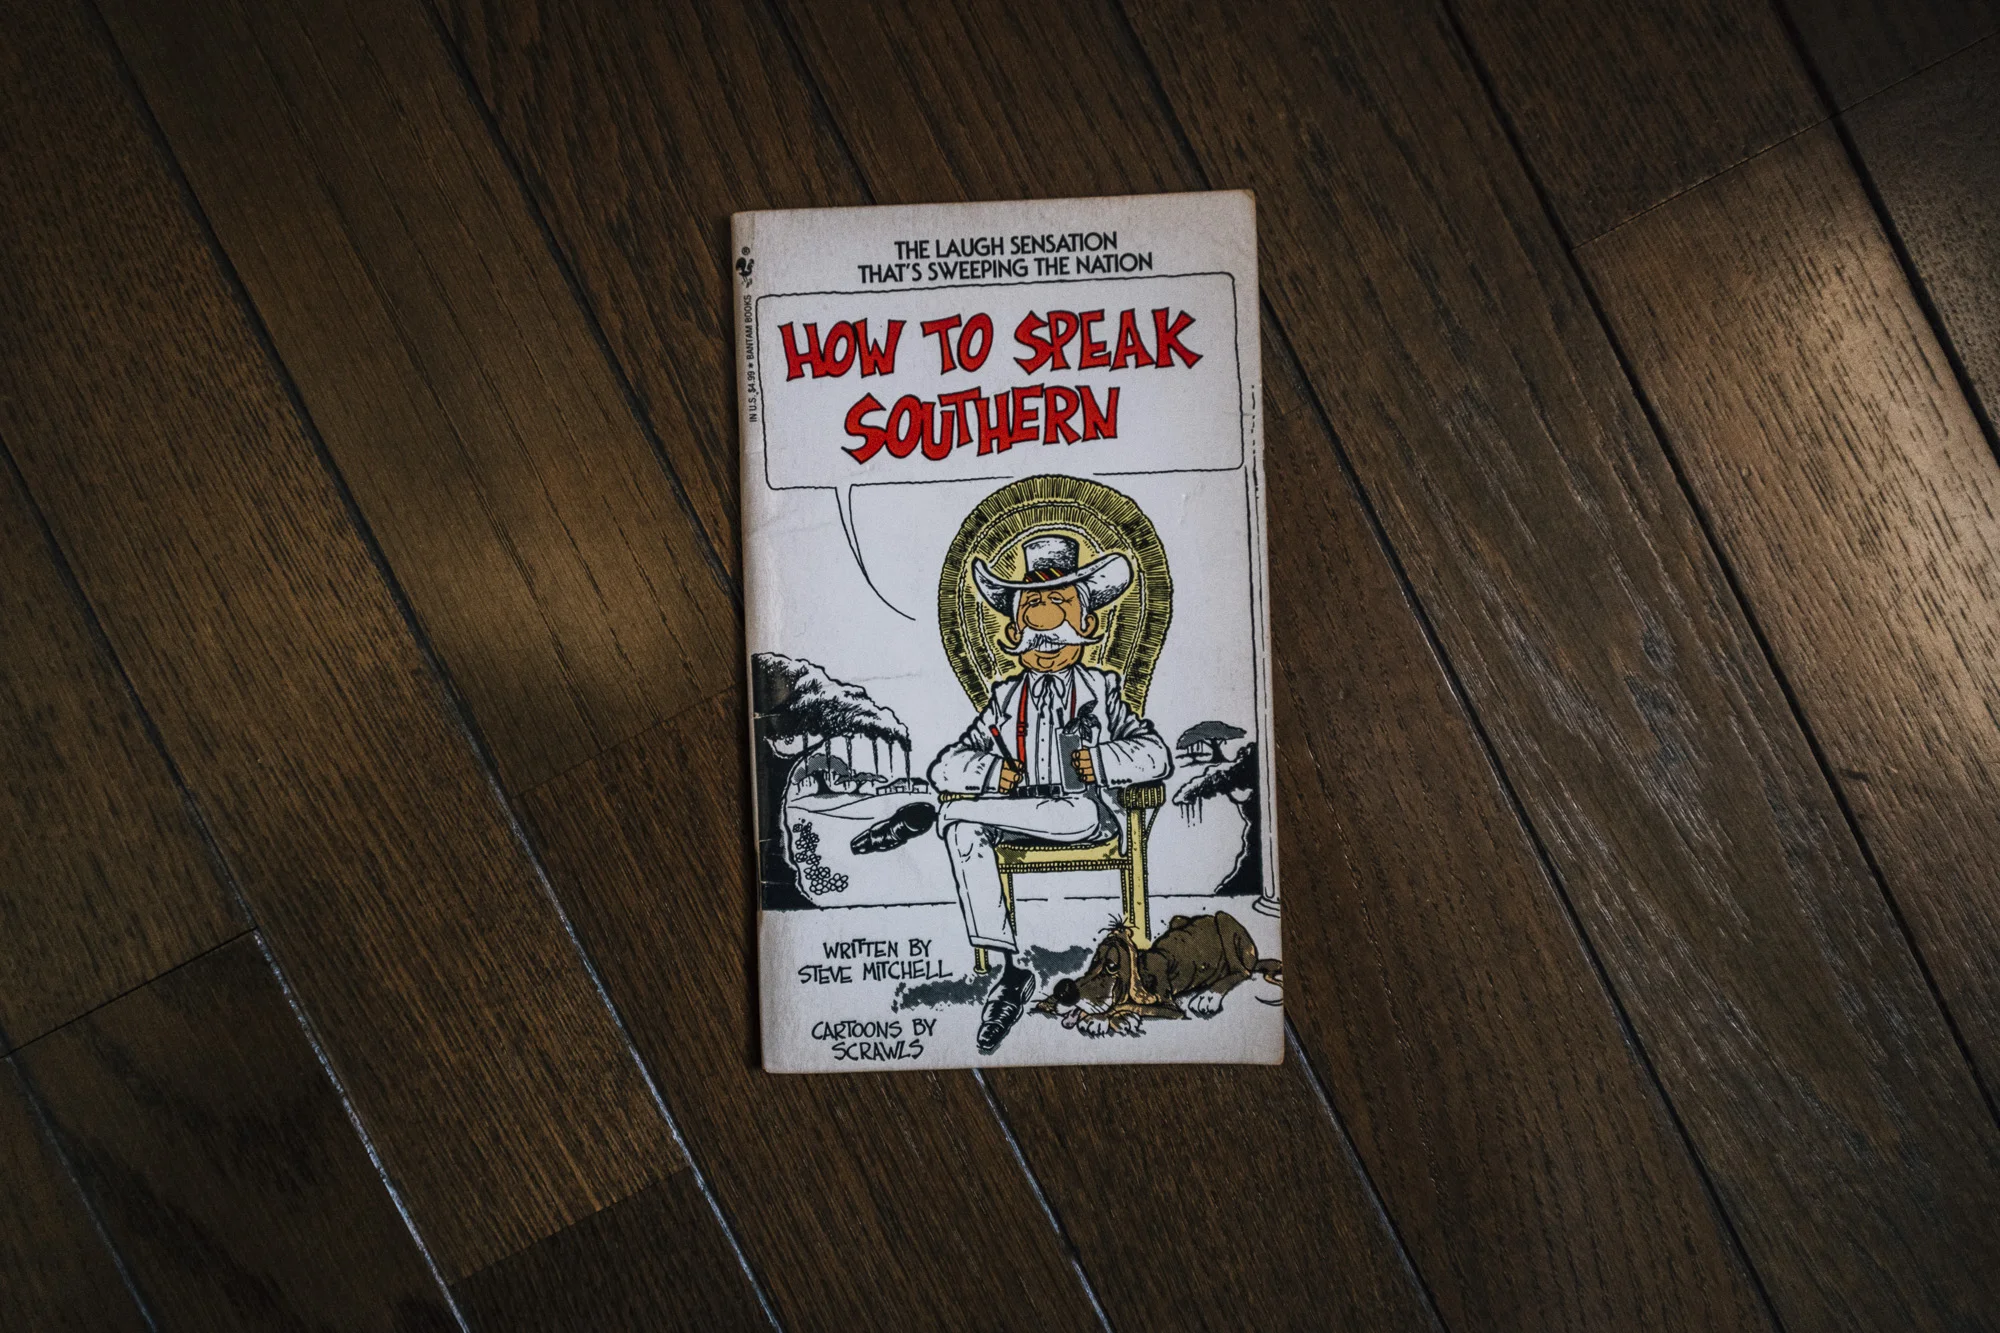 THE LAUGH SENSATION
THAT'S SWEEPING THE NATION
IN U.S. $4.99 ★ BANTAM BOOKS
®
HOW TO SPEAK
SOUTHERN
WRITTEN BY
STEVE MITCHELL
CARTOONS BY
SCRAWLS